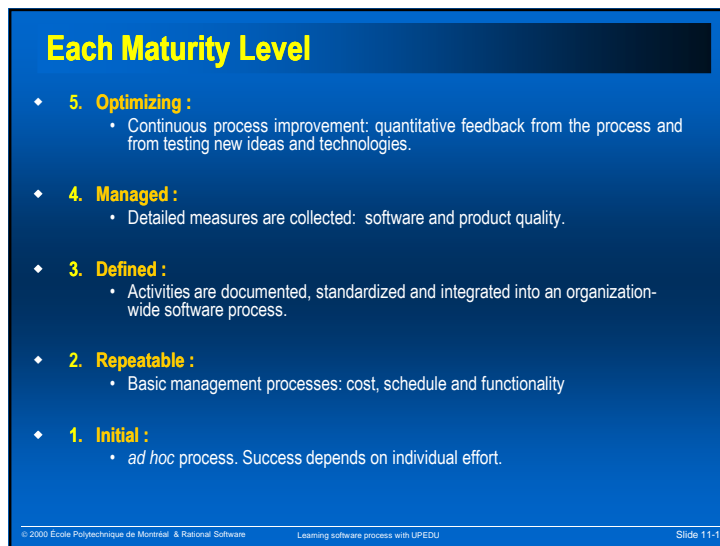 Each Maturity Level
◆ 5. Optimizing :
• Continuous process improvement: quantitative feedback from the process and
from testing new ideas and technologies.
◆ 4. Managed :
• Detailed measures are collected: software and product quality.
◆ 3. Defined :
• Activities are documented, standardized and integrated into an organization-
wide software process.
◆ 2. Repeatable :
• Basic management processes: cost, schedule and functionality
◆ 1. Initial :
• ad hoc process. Success depends on individual effort.
© 2000 École Polytechnique de Montréal & Rational Software Learning software process with UPEDU Slide 11-1